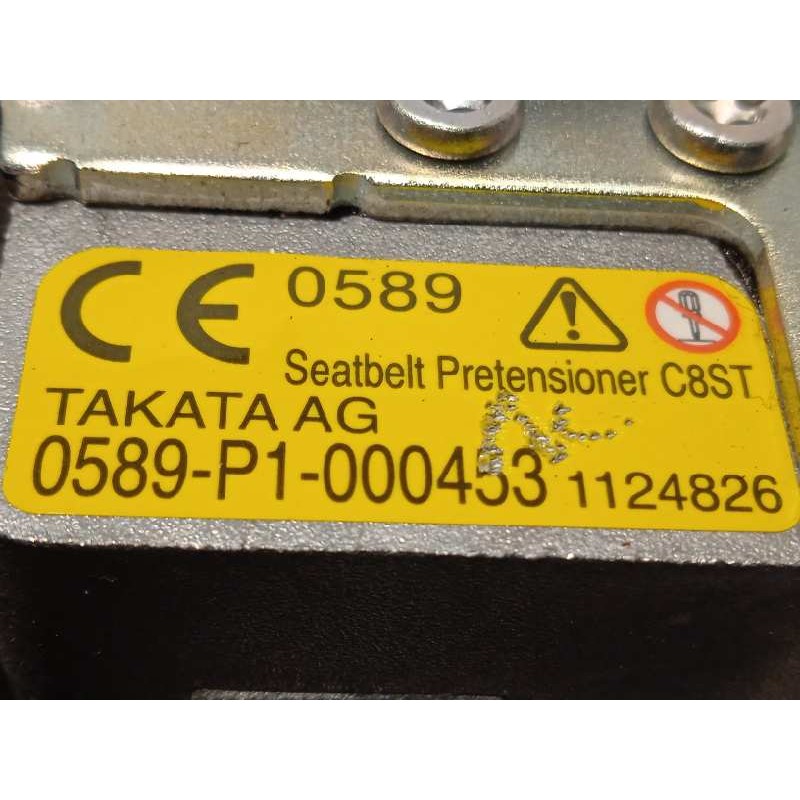 CE 0589
Seatbelt Pretensioner C8ST
TAKATA AG
0589-P1-000453 1124826